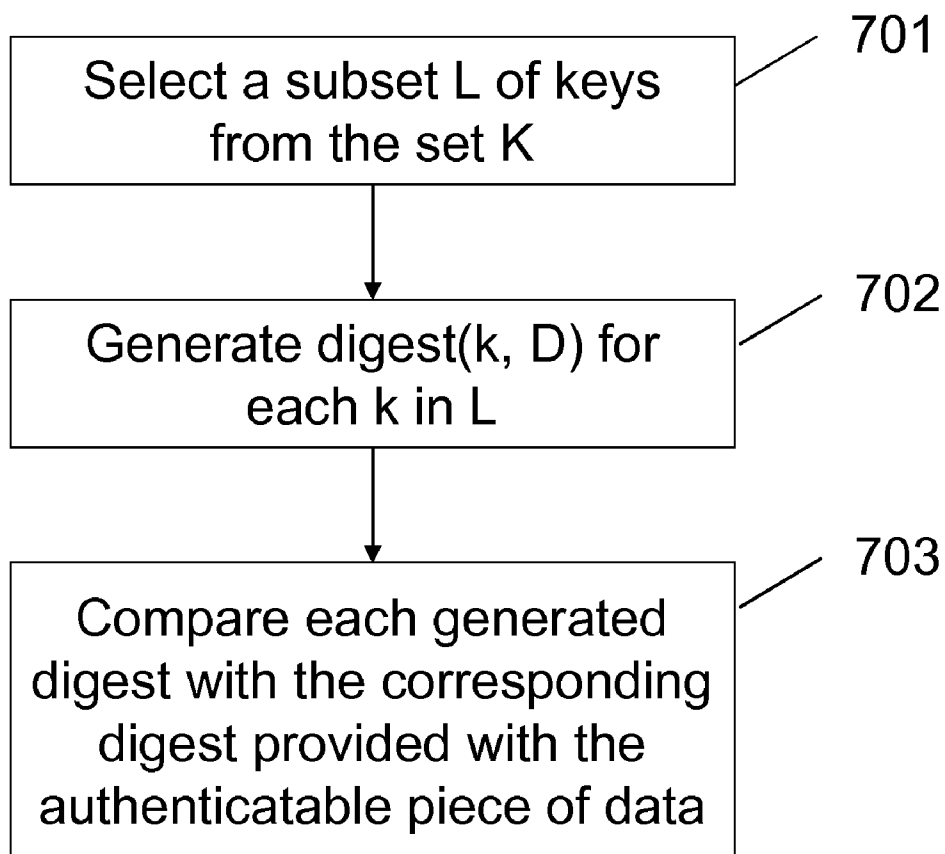 701
Select a subset L of keys
from the set K
702
Generate digest(k, D) for
each k in L
703
Compare each generated
digest with the corresponding
digest provided with the
authenticatable piece of data